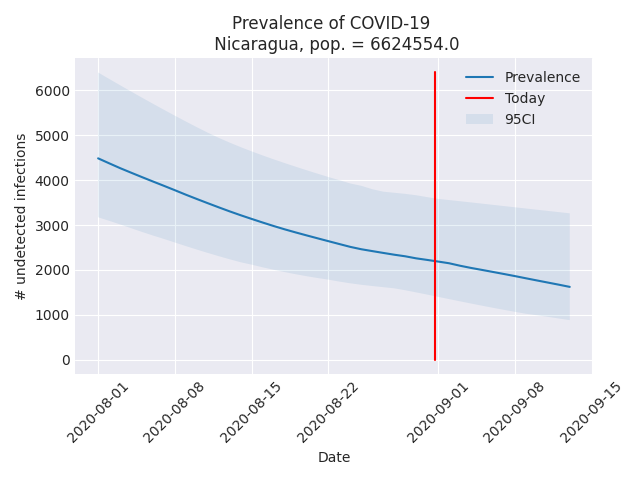 Prevalence of COVID-19
Nicaragua, pop. = 6624554.0
Prevalence
Today
95CI
6000
5000
4000
3000
2000
1000
0
# undetected infections
2020-08-01
2020-08-08
2020-08-15
2020-08-22
2020-09-01
2020-09-08
2020-09-15
Date